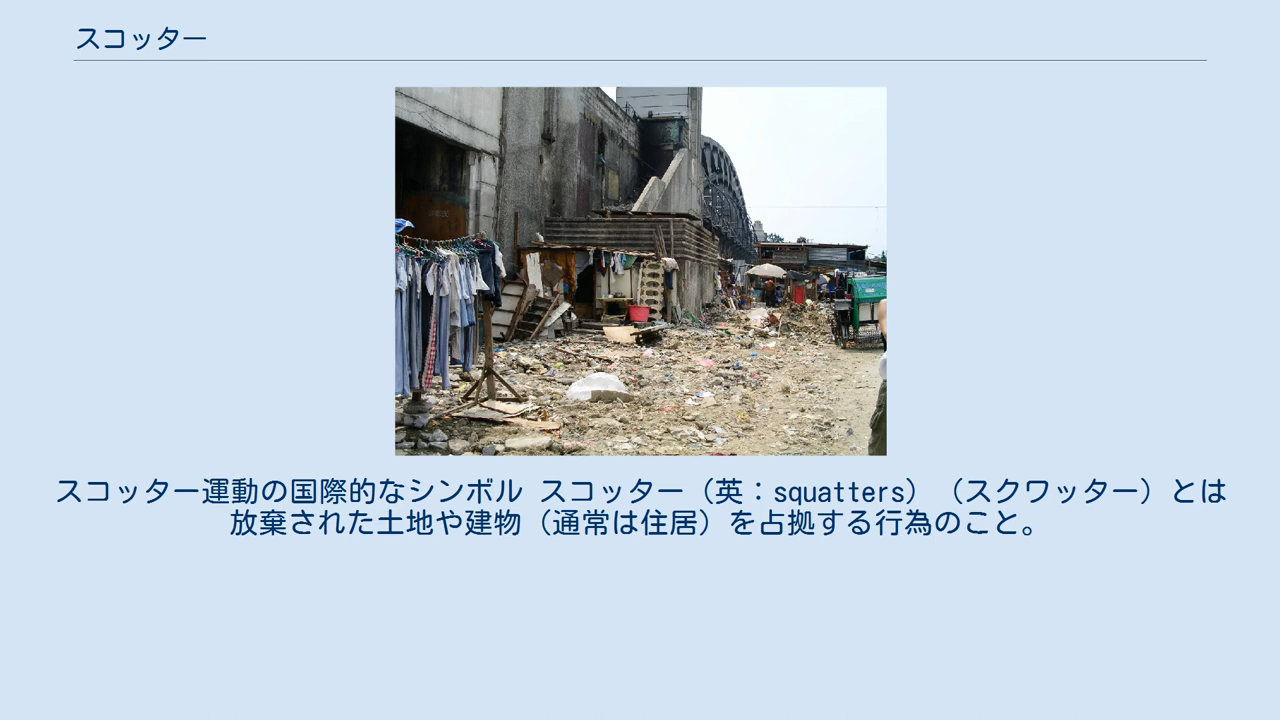 スコッター
スコッター運動の国際的なシンボル スコッター（英：squatters）（スクワッター）とは
放棄された土地や建物（通常は住居）を占拠する行為のこと。